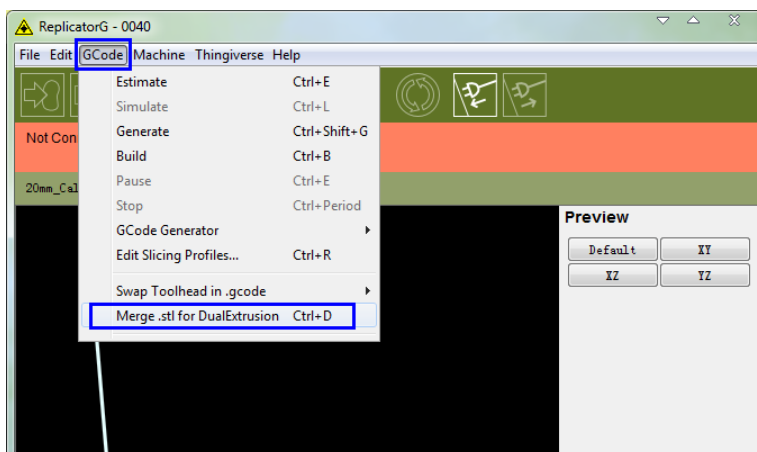 ReplicatorG - 0040
File Edit GCode Machine Thingiverse Help
Estimate Ctrl+E
Simulate Ctrl+L
Generate Ctrl+Shift+G
Not Con
Build Ctrl+B
Pause Ctrl+E
20mm_Cal
Stop Ctrl+Period
GCode Generator
Edit Slicing Profiles... Ctrl+R
Swap Toolhead in .gcode
Merge .stl for DualExtrusion Ctrl+D
Preview
Default XY
XZ YZ